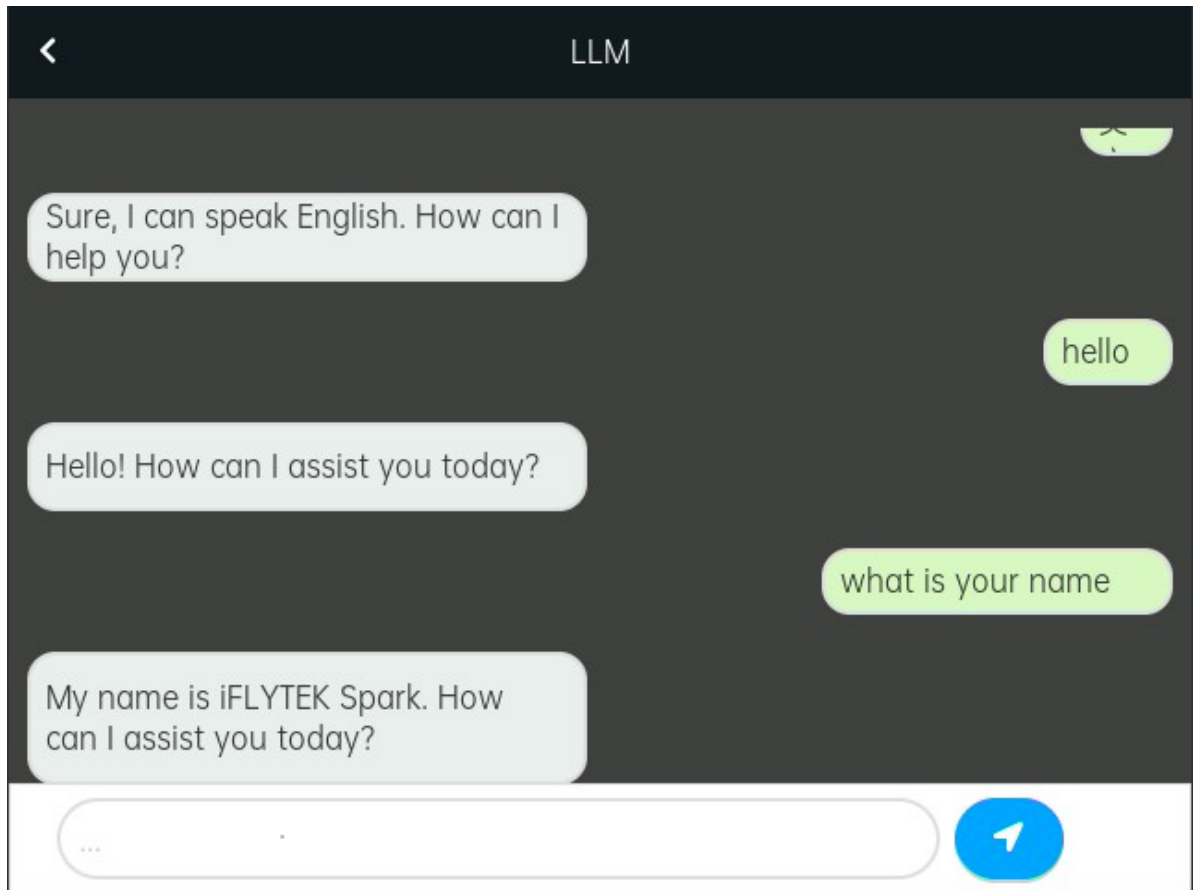 LLM
Sure, I can speak English. How can I
help you?
hello
Hello! How can I assist you today?
what is your name
My name is iFLYTEK Spark. How
can I assist you today?
...